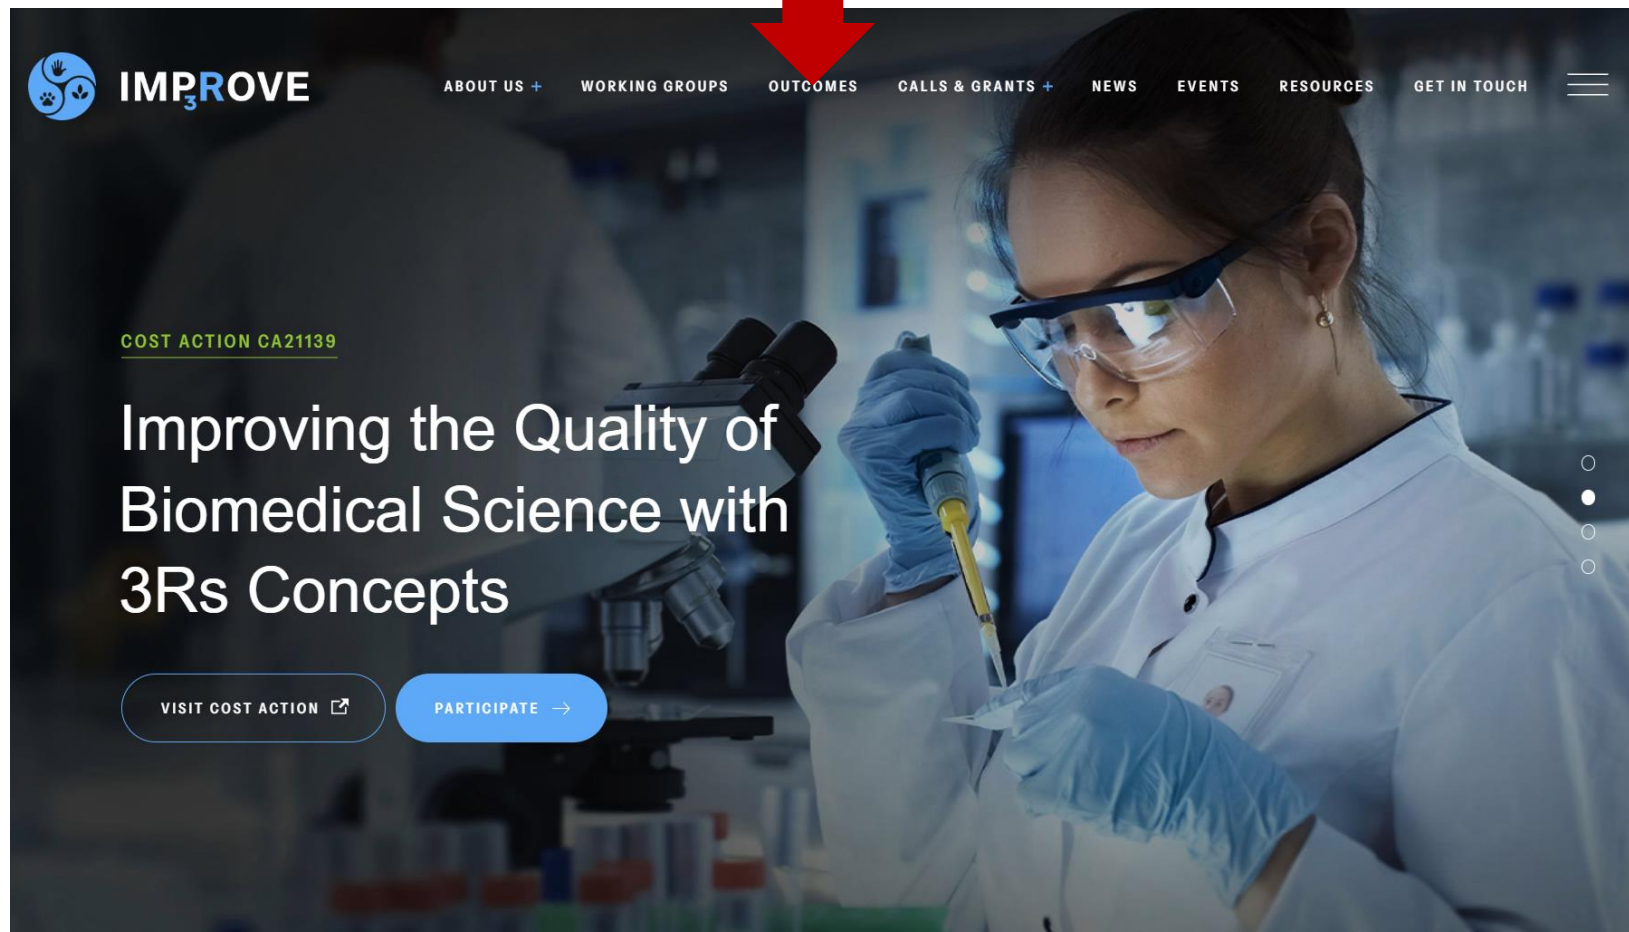 IMP3ROVE
ABOUT US + WORKING GROUPS OUTCOMES CALLS & GRANTS + NEWS EVENTS RESOURCES GET IN TOUCH
COST ACTION CA21139
Improving the Quality of
Biomedical Science with
3Rs Concepts
VISIT COST ACTION PARTICIPATE →